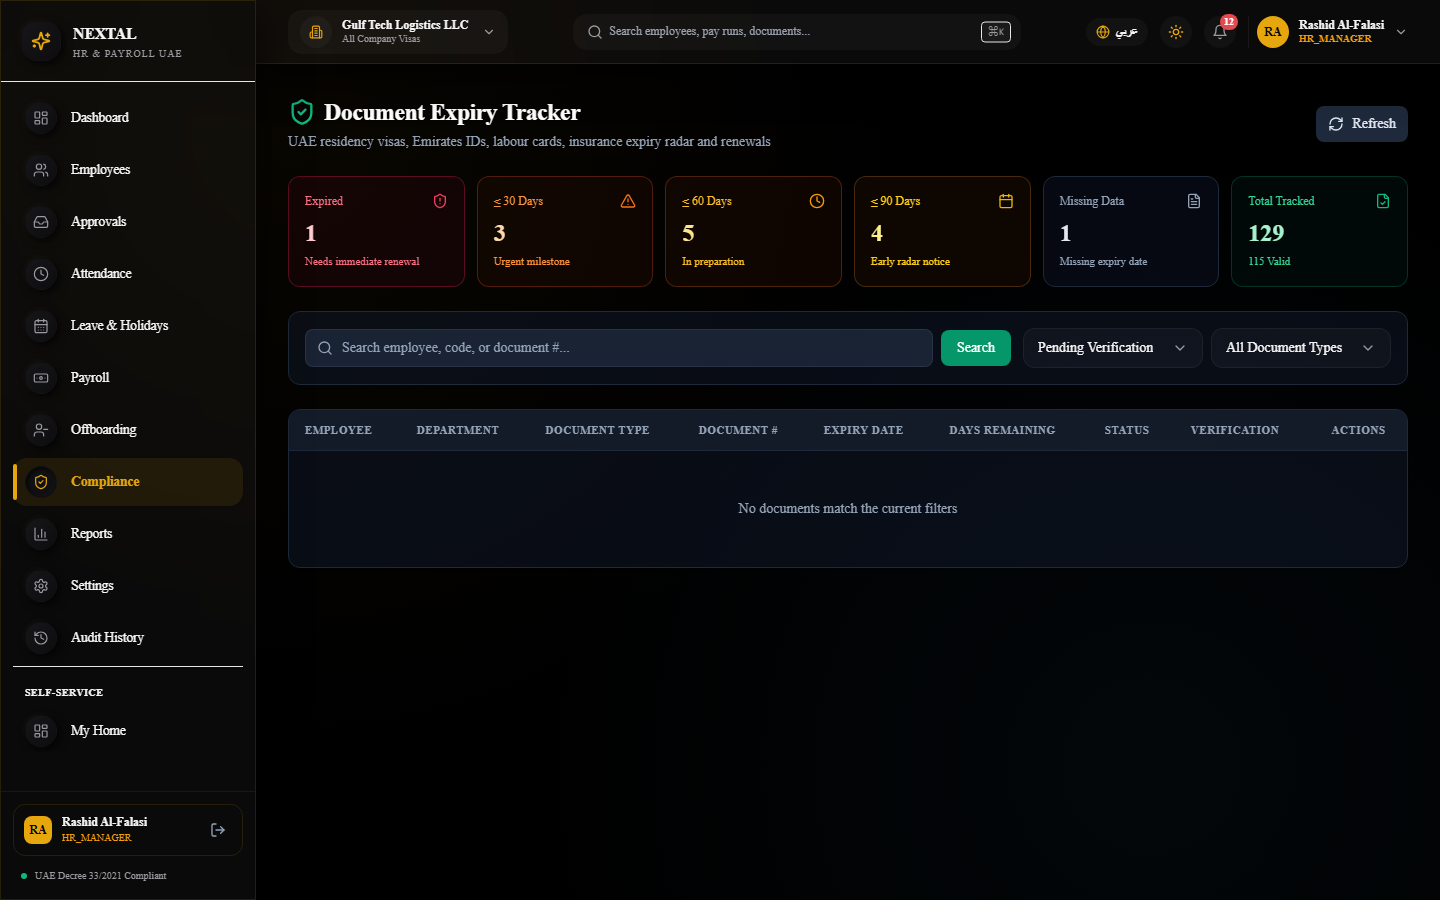 NEXTAL
HR & PAYROLL UAE
Gulf Tech Logistics LLC
All Company Visas
Search employees, pay runs, documents...
⌘K
عربي
12
RA
Rashid Al-Falasi
HR_MANAGER
Dashboard
Employees
Approvals
Attendance
Leave & Holidays
Payroll
Offboarding
Compliance
Reports
Settings
Audit History
SELF-SERVICE
My Home
RA
Rashid Al-Falasi
HR_MANAGER
UAE Decree 33/2021 Compliant
Document Expiry Tracker
UAE residency visas, Emirates IDs, labour cards, insurance expiry radar and renewals
Refresh
Expired
1
Needs immediate renewal
≤ 30 Days
3
Urgent milestone
≤ 60 Days
5
In preparation
≤ 90 Days
4
Early radar notice
Missing Data
1
Missing expiry date
Total Tracked
129
115 Valid
Search employee, code, or document #...
Search
Pending Verification
All Document Types
EMPLOYEE DEPARTMENT DOCUMENT TYPE DOCUMENT # EXPIRY DATE DAYS REMAINING STATUS VERIFICATION ACTIONS
No documents match the current filters